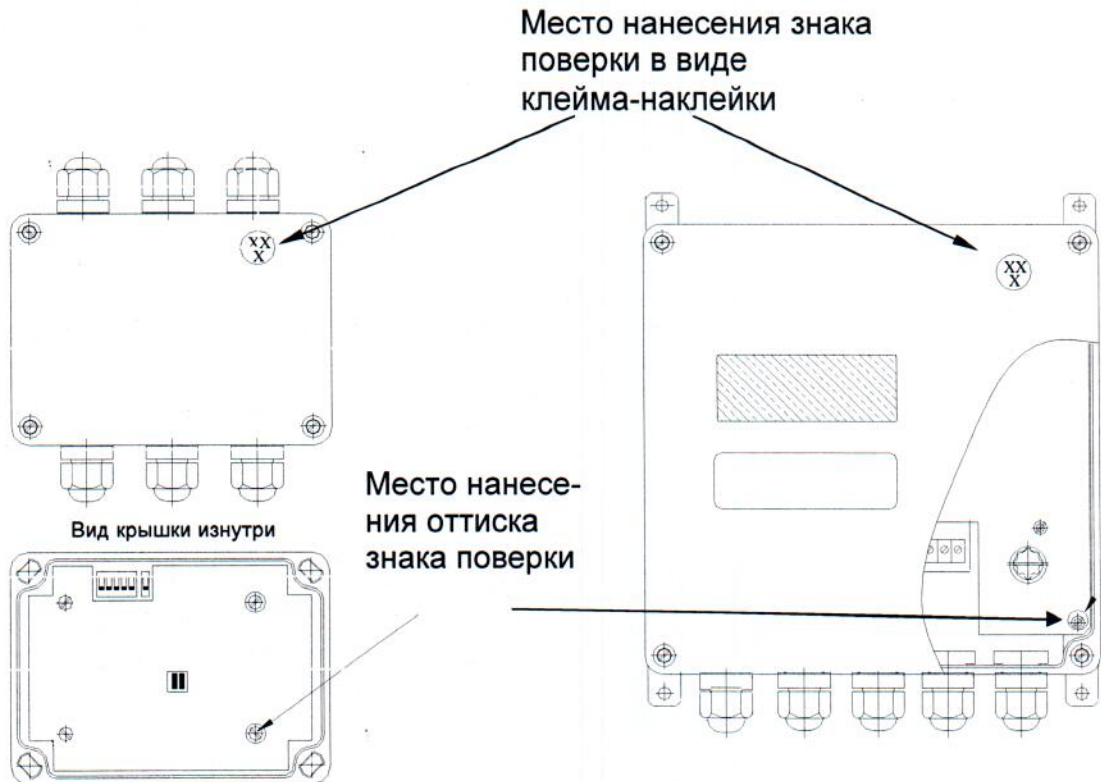 Место нанесения знака
поверки в виде
клейма-наклейки
XX
X
XX
X
Место нанесе-
ния оттиска
знака поверки
Вид крышки изнутри